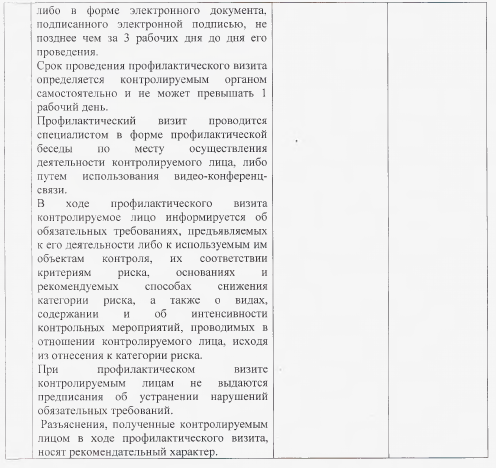 либо в форме электронного документа,
подписанного электронной подписью, не
позднее чем за 3 рабочих дня до дня его
проведения.
Срок проведения профилактического визита
определяется контролируемым органом
самостоятельно и не может превышать 1
рабочий день.
Профилактический визит проводится
специалистом в форме профилактической
беседы по месту осуществления
деятельности контролируемого лица, либо
путем использования видео-конференц-
связи.
В ходе профилактического визита
контролируемое лицо информируется об
обязательных требованиях, предъявляемых
к его деятельности либо к используемым им
объектам контроля, их соответствии
критериям риска, основаниях и
рекомендуемых способах снижения
категории риска, а также о видах,
содержании и об интенсивности
контрольных мероприятий, проводимых в
отношении контролируемого лица, исходя
из отнесения к категории риска.
При профилактическом визите
контролируемым лицам не выдаются
предписания об устранении нарушений
обязательных требований.
Разъяснения, полученные контролируемым
лицом в ходе профилактического визита,
носят рекомендательный характер.